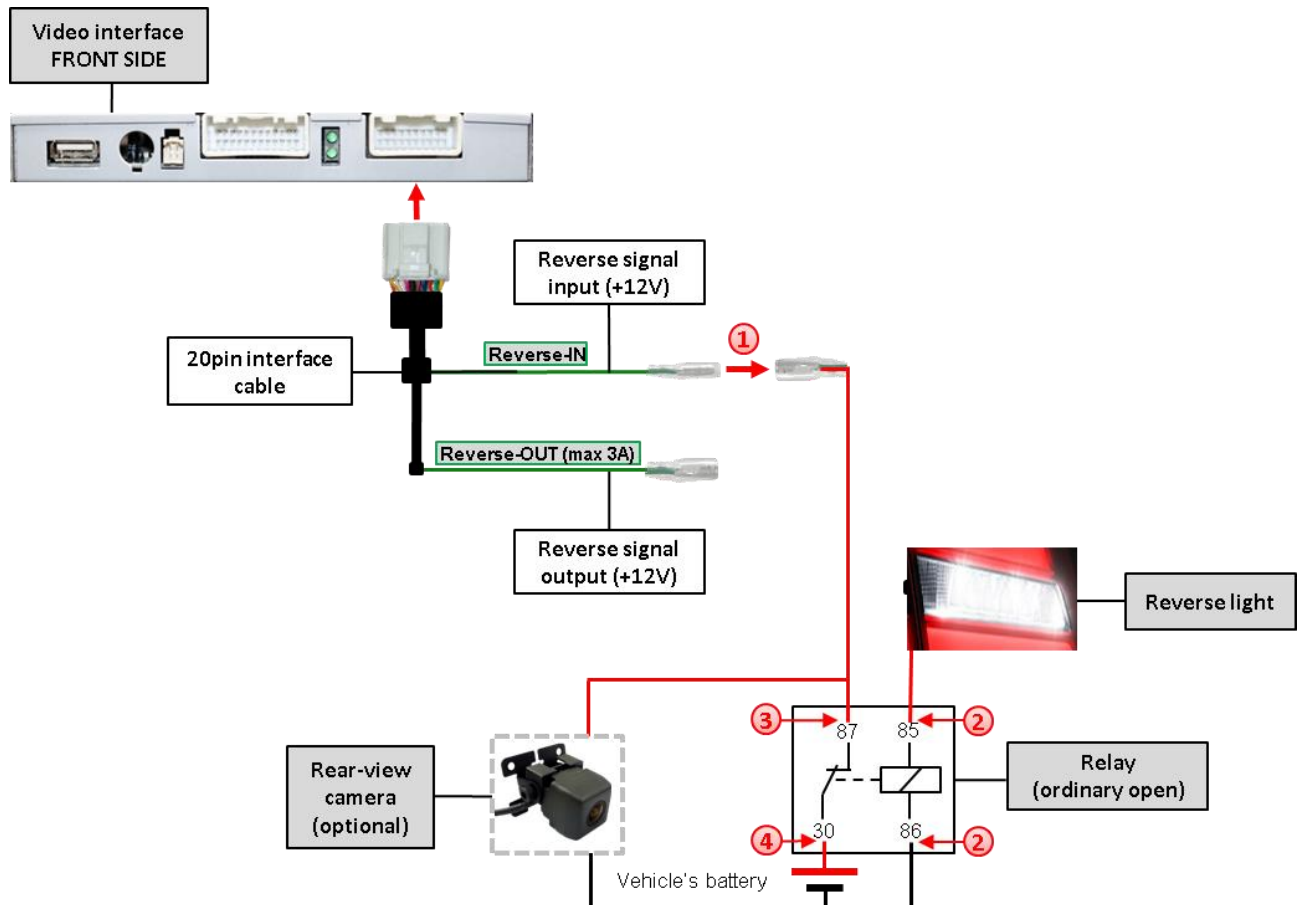 Video interface
FRONT SIDE
Reverse signal
input (+12V)
1
20pin interface
cable
Reverse-IN
Reverse-OUT (max 3A)
Reverse signal
output (+12V)
Reverse light
3
87
85
2
Rear-view
camera
(optional)
Relay
(ordinary open)
4
30
86
2
Vehicle's battery